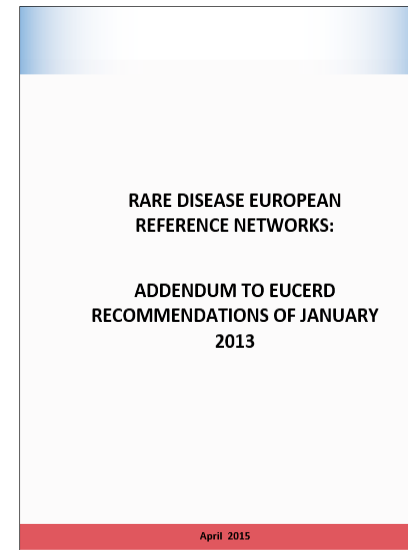 RARE DISEASE EUROPEAN
REFERENCE NETWORKS:
ADDENDUM TO EUCERD
RECOMMENDATIONS OF JANUARY
2013
April 2015